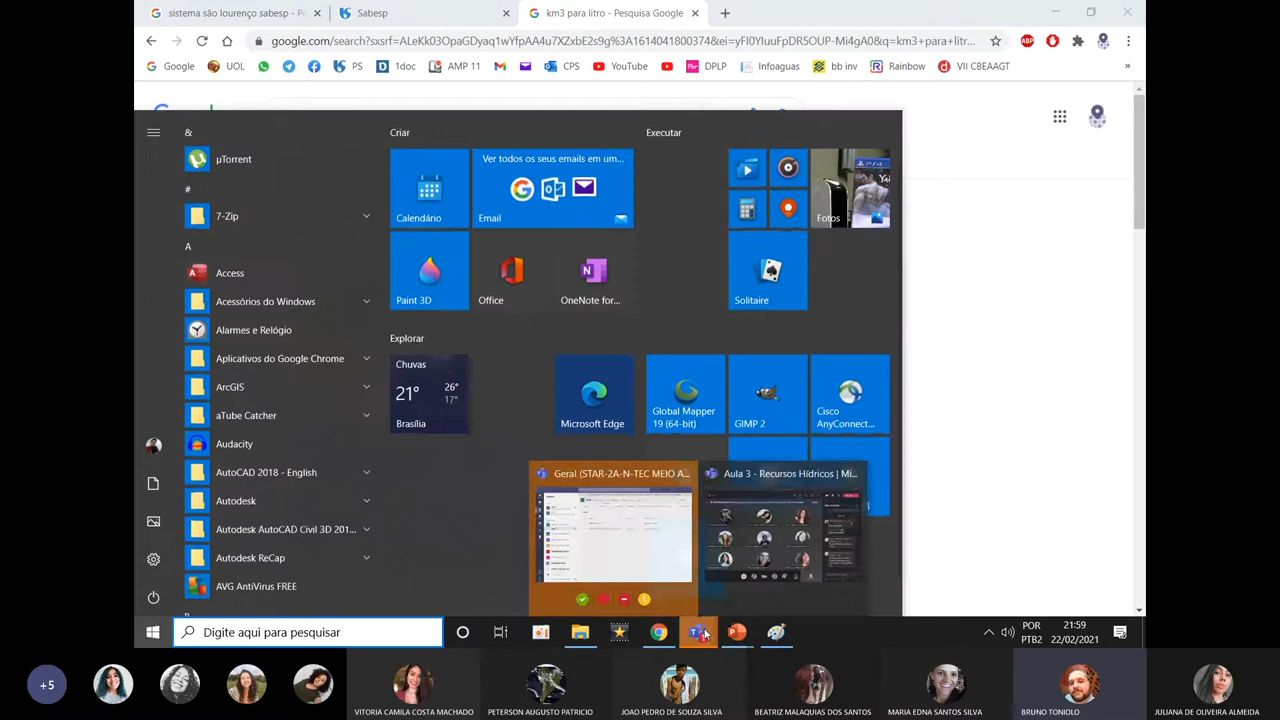 sistema são lourenço sabesp - Pe
Sabesp
km3 para litro - Pesquisa Google
google.com/search?sxsrf=ALeKk03OpaGDyaq1wYfpAA4u7XZxbE2s9g%3A1614041800374&ei=yFI0YIuuFpDR5OUP-Mi4gA0&q=km3+para+litr...
Google
UOL
PS
1doc
AMP 11
CPS
YouTube
DPLP
Infoaguas
bb inv
Rainbow
VII CBEAAGT
»
&
Criar
Executar
µTorrent
Ver todos os seus emails em um...
#
7-Zip
Calendário
Email
Fotos
A
Access
Acessórios do Windows
Paint 3D
Office
OneNote for...
Solitaire
Alarmes e Relógio
Explorar
Aplicativos do Google Chrome
Chuvas
ArcGIS
21°
26°
17°
aTube Catcher
Brasília
Microsoft Edge
Global Mapper
19 (64-bit)
GIMP 2
Cisco
AnyConnect...
Audacity
AutoCAD 2018 - English
Geral (STAR-2A-N-TEC MEIO A...
Aula 3 - Recursos Hídricos | Mi...
Autodesk
Autodesk AutoCAD Civil 3D 201...
Autodesk ReCap
AVG AntiVirus FREE
Digite aqui para pesquisar
POR
PTB2
21:59
22/02/2021
+5
VITORIA CAMILA COSTA MACHADO
PETERSON AUGUSTO PATRICIO
JOAO PEDRO DE SOUZA SILVA
BEATRIZ MALAQUIAS DOS SANTOS
MARIA EDNA SANTOS SILVA
BRUNO TONIOLO
JULIANA DE OLIVEIRA ALMEIDA